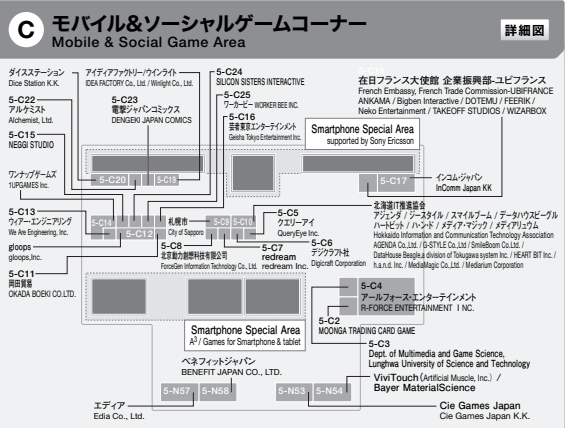 C モバイル&ソーシャルゲームコーナー
Mobile & Social Game Area
詳細図
ダイスステーション
Dice Station K.K.
アイディアファクトリー/ウインライト
IDEA FACTORY Co., Ltd. / Winlight Co., Ltd.
5-C24
SILICON SISTERS INTERACTIVE
5-C22
アルケミスト
Alchemist, Ltd.
5-C23
電撃ジャパンコミックス
DENGEKI JAPAN COMICS
5-C25
ワーカービー WORKER BEE INC.
5-C16
芸者東京エンターテインメント
Geisha Tokyo Entertainment Inc.
5-C15
NEGGI STUDIO
在日フランス大使館 企業振興部-ユビフランス
French Embassy, French Trade Commission-UBIFRANCE
ANKAMA / Bigben Interactive / DOTEMU / FEERIK /
Neko Entertainment / TAKEOFF STUDIOS / WIZARBOX
Smartphone Special Area
supported by Sony Ericsson
5-C20
5-C19
5-C17
インコム・ジャパン
InComm Japan KK
ワンナップゲームズ
1UPGAMES Inc.
5-C13
ウィアー・エンジニアリング
We Are Engineering, Inc.
gloops
gloops,Inc.
5-C11
岡田貿易
OKADA BOEKI CO.LTD.
5-C14
5-C12
札幌市
City of Sapporo
5-C9
5-C10
5-C8
北京動力創想科技有限公司
ForceGen Information Technology Co., Ltd.
5-C5
クエリーアイ
QueryEye Inc.
5-C7
redream
redream Inc.
5-C6
デジクラフト社
Digicraft Corporation
北海道IT推進協会
アジェンダ / ジースタイル / スマイルブーム / データハウスビーグル
ハートビット / ハ・ンド / メディア・マジック / メディアリュウム
Hokkaido Information and Communication Technology Association
AGENDA Co., Ltd. / G-STYLE Co., Ltd / SmileBoom Co. Ltd. /
DataHouse Beagle,a division of Tokugawa system Inc. / HEART BIT Inc. /
h.a.n.d. Inc. / MediaMagic Co., Ltd. / Mediarium Corporation
5-C4
アールフォース・エンターテインメント
R-FORCE ENTERTAINMENT INC.
5-C2
MOONGA TRADING CARD GAME
5-C3
Dept. of Multimedia and Game Science,
Lunghwa University of Science and Technology
Smartphone Special Area
A³ / Games for Smartphone & tablet
ベネフィットジャパン
BENEFIT JAPAN CO., LTD.
ViviTouch (Artificial Muscle, Inc.) /
Bayer MaterialScience
5-N57
5-N58
5-N53
5-N54
エディア
Edia Co., Ltd.
Cie Games Japan
Cie Games Japan K.K.